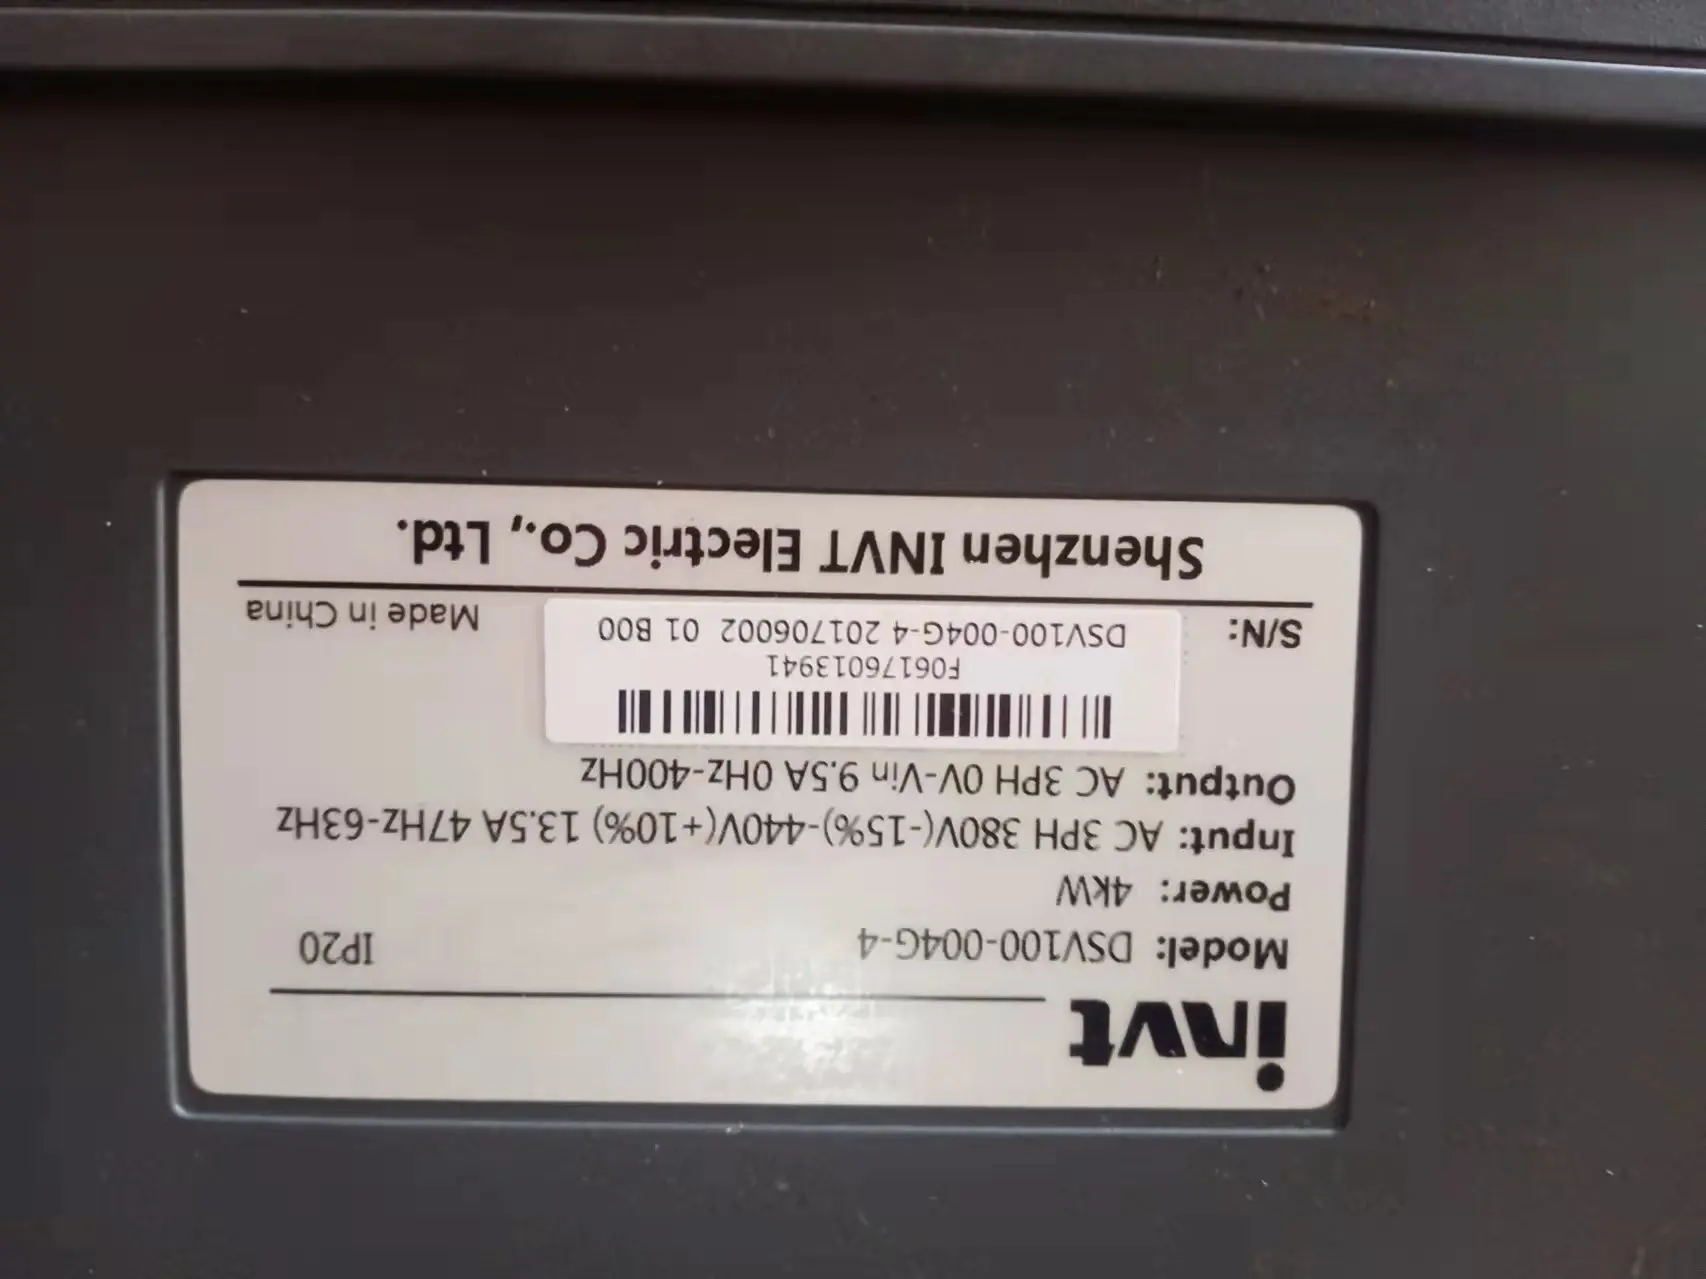 invt
Model: DSV100-004G-4 IP20
Power: 4kW
Input: AC 3PH 380V(-15%)-440V(+10%) 13.5A 47Hz-63Hz
Output: AC 3PH 0V-Vin 9.5A 0Hz-400Hz
F06176013941
S/N: DSV100-004G-4 201706002 01 B00 Made in China
Shenzhen INVT Electric Co., Ltd.